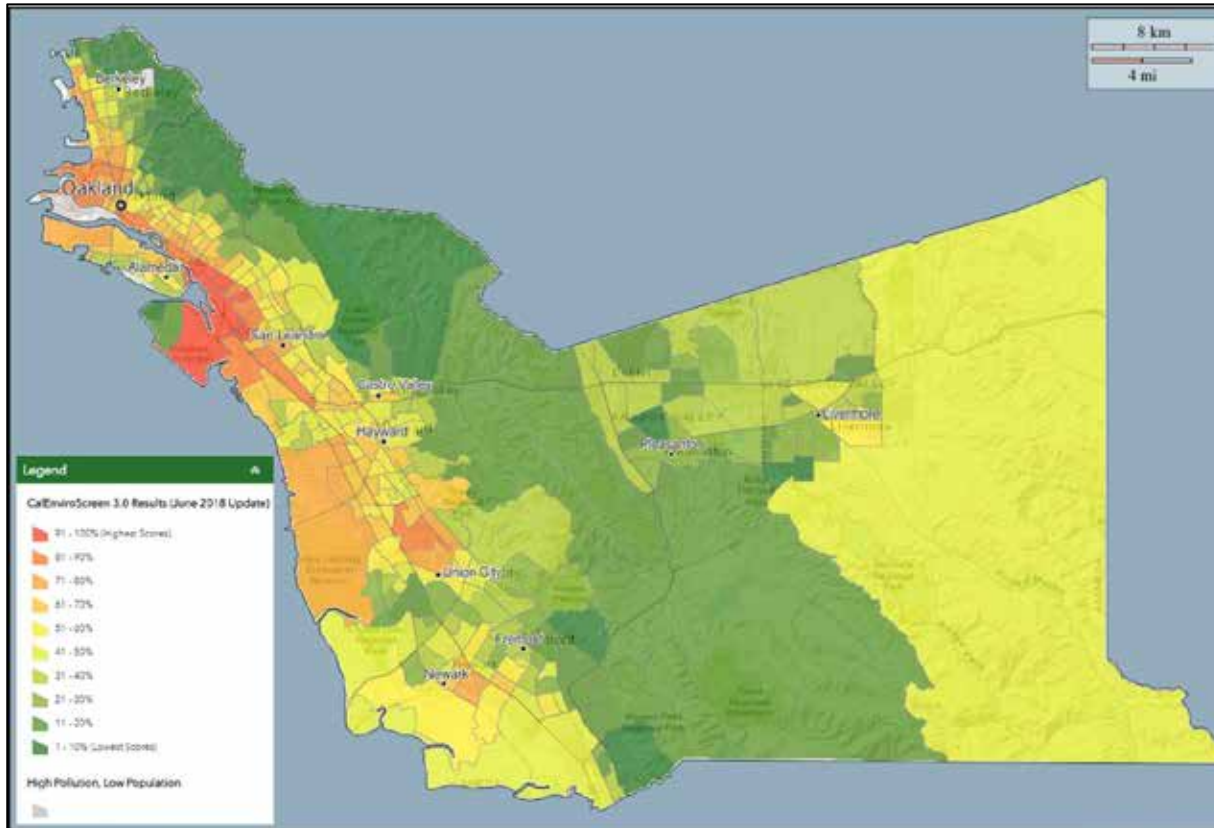 8 km
4 mi
Berkeley
Oakland
Alameda
San Leandro
Castro Valley
Hayward
Livermore
Pleasanton
Union City
Fremont
Newark
Legend
CalEnviroScreen 3.0 Results (June 2018 Update)
91 - 100% (Highest Scores)
81 - 90%
71 - 80%
61 - 70%
51 - 60%
41 - 50%
31 - 40%
21 - 30%
11 - 20%
1 - 10% (Lowest Scores)
High Pollution, Low Population